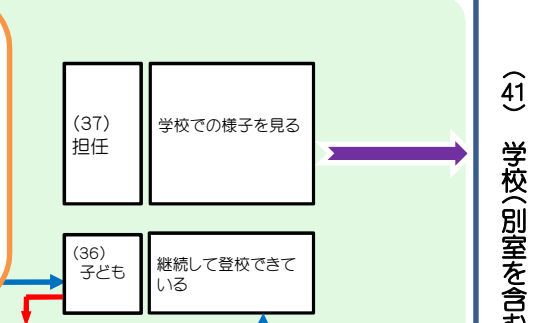 (37)
担任
学校での様子を見る
(36)
子ども
継続して登校できて
いる
(41) 学校(別室を含む